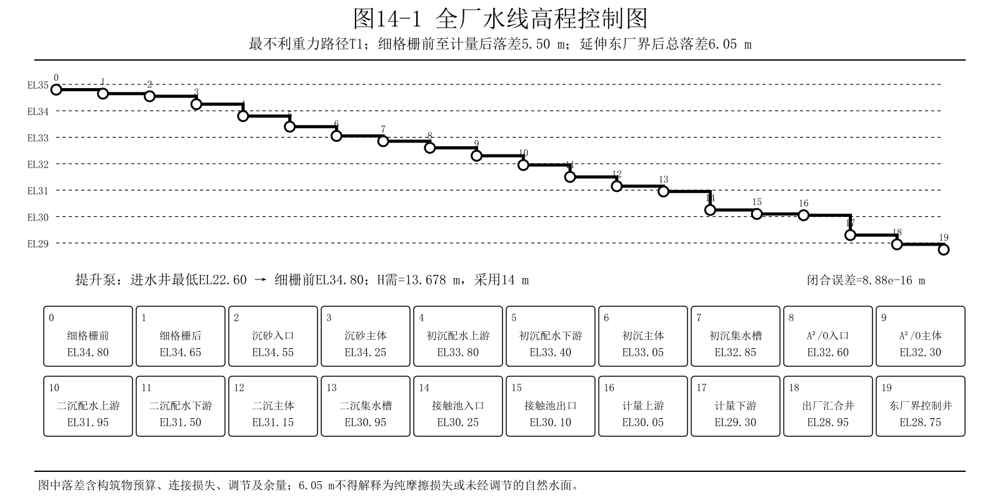 图14-1 全厂水线高程控制图
最不利重力路径T1；细格栅前至计量后落差5.50 m；延伸东厂界后总落差6.05 m
EL35
EL34
EL33
EL32
EL31
EL30
EL29
0
1
2
3
4
5
6
7
8
9
10
11
12
13
14
15
16
17
18
19
提升泵：进水井最低EL22.60 → 细栅前EL34.80；H需=13.678 m，采用14 m
闭合误差=8.88e-16 m
0
细格栅前
EL34.80
1
细格栅后
EL34.65
2
沉砂入口
EL34.55
3
沉砂主体
EL34.25
4
初沉配水上游
EL33.80
5
初沉配水下游
EL33.40
6
初沉主体
EL33.05
7
初沉集水槽
EL32.85
8
A²/O入口
EL32.60
9
A²/O主体
EL32.30
10
二沉配水上游
EL31.95
11
二沉配水下游
EL31.50
12
二沉主体
EL31.15
13
二沉集水槽
EL30.95
14
接触池入口
EL30.25
15
接触池出口
EL30.10
16
计量上游
EL30.05
17
计量下游
EL29.30
18
出厂汇合井
EL28.95
19
东厂界控制井
EL28.75
图中落差含构筑物预算、连接损失、调节及余量；6.05 m不得解释为纯摩擦损失或未经调节的自然水面。